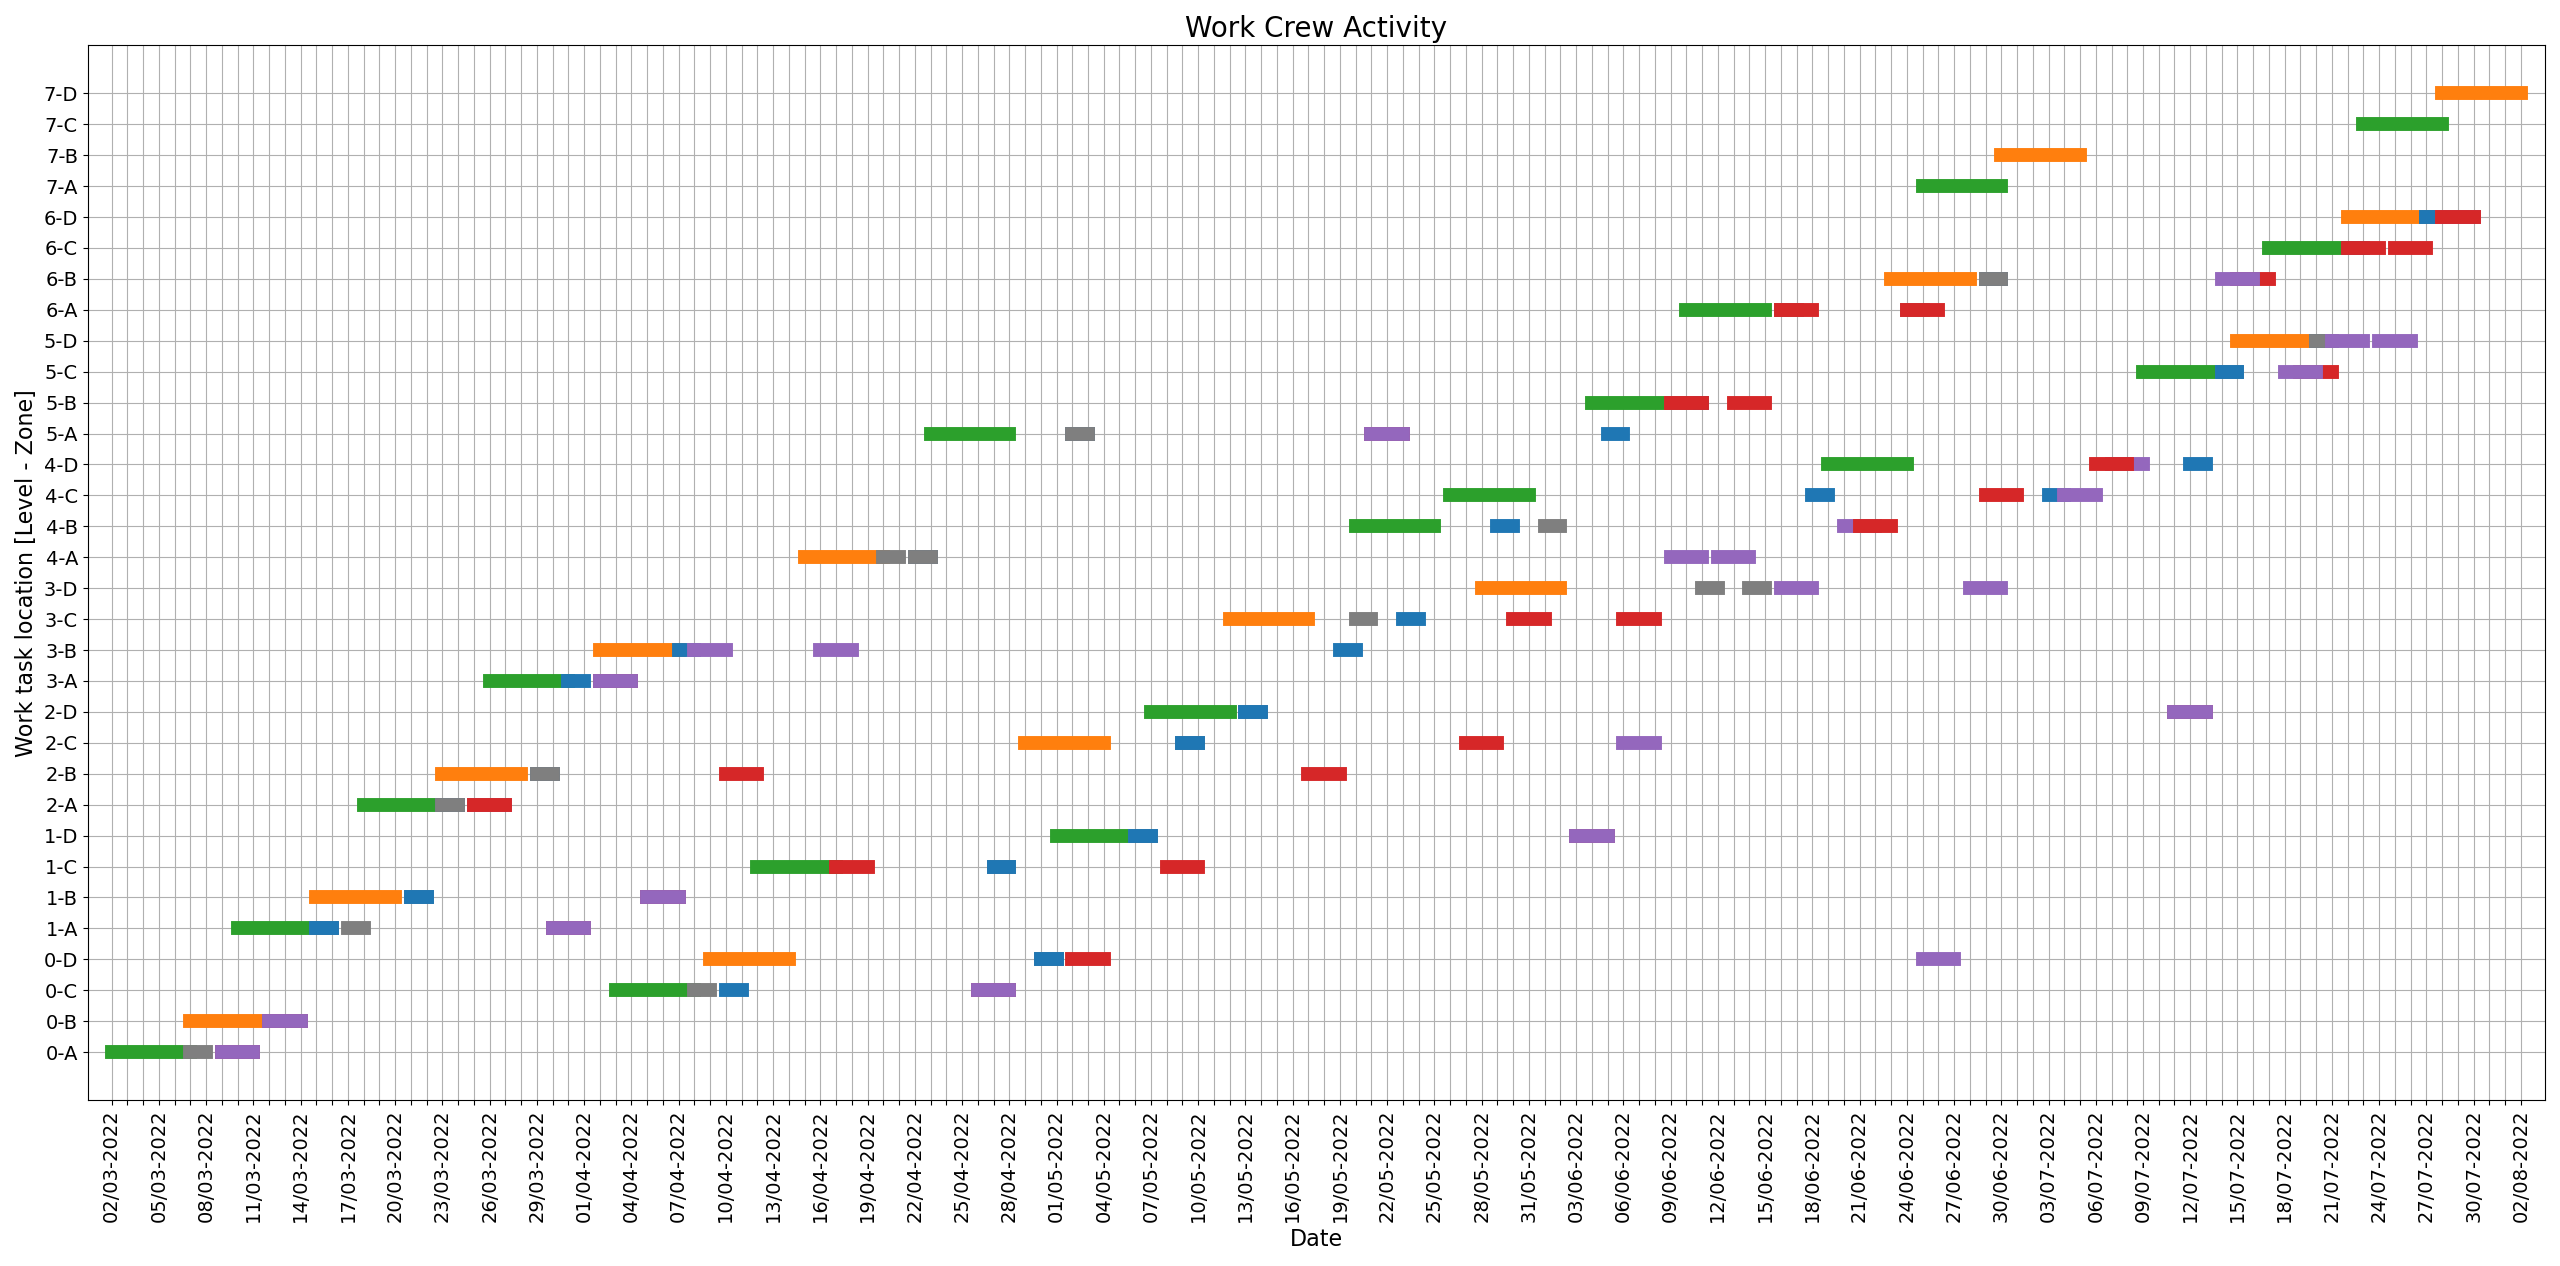 Work Crew Activity
Work task location [Level - Zone]
7-D
7-C
7-B
7-A
6-D
6-C
6-B
6-A
5-D
5-C
5-B
5-A
4-D
4-C
4-B
4-A
3-D
3-C
3-B
3-A
2-D
2-C
2-B
2-A
1-D
1-C
1-B
1-A
0-D
0-C
0-B
0-A
02/03-2022
05/03-2022
08/03-2022
11/03-2022
14/03-2022
17/03-2022
20/03-2022
23/03-2022
26/03-2022
29/03-2022
01/04-2022
04/04-2022
07/04-2022
10/04-2022
13/04-2022
16/04-2022
19/04-2022
22/04-2022
25/04-2022
28/04-2022
01/05-2022
04/05-2022
07/05-2022
10/05-2022
13/05-2022
16/05-2022
19/05-2022
22/05-2022
25/05-2022
28/05-2022
31/05-2022
03/06-2022
06/06-2022
09/06-2022
12/06-2022
15/06-2022
18/06-2022
21/06-2022
24/06-2022
27/06-2022
30/06-2022
03/07-2022
06/07-2022
09/07-2022
12/07-2022
15/07-2022
18/07-2022
21/07-2022
24/07-2022
27/07-2022
30/07-2022
02/08-2022
Date